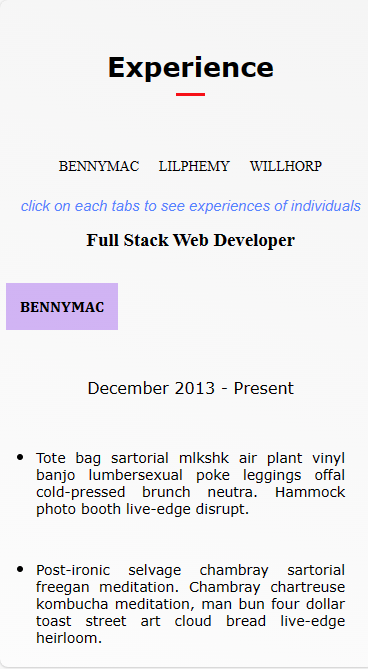 Experience
BENNYMAC LILPHEMY WILLHORP
click on each tabs to see experiences of individuals
Full Stack Web Developer
BENNYMAC
December 2013 - Present
Tote bag sartorial mlkshk air plant vinyl
banjo lumbersexual poke leggings offal
cold-pressed brunch neutra. Hammock
photo booth live-edge disrupt.
Post-ironic selvage chambray sartorial
freegan meditation. Chambray chartreuse
kombucha meditation, man bun four dollar
toast street art cloud bread live-edge
heirloom.